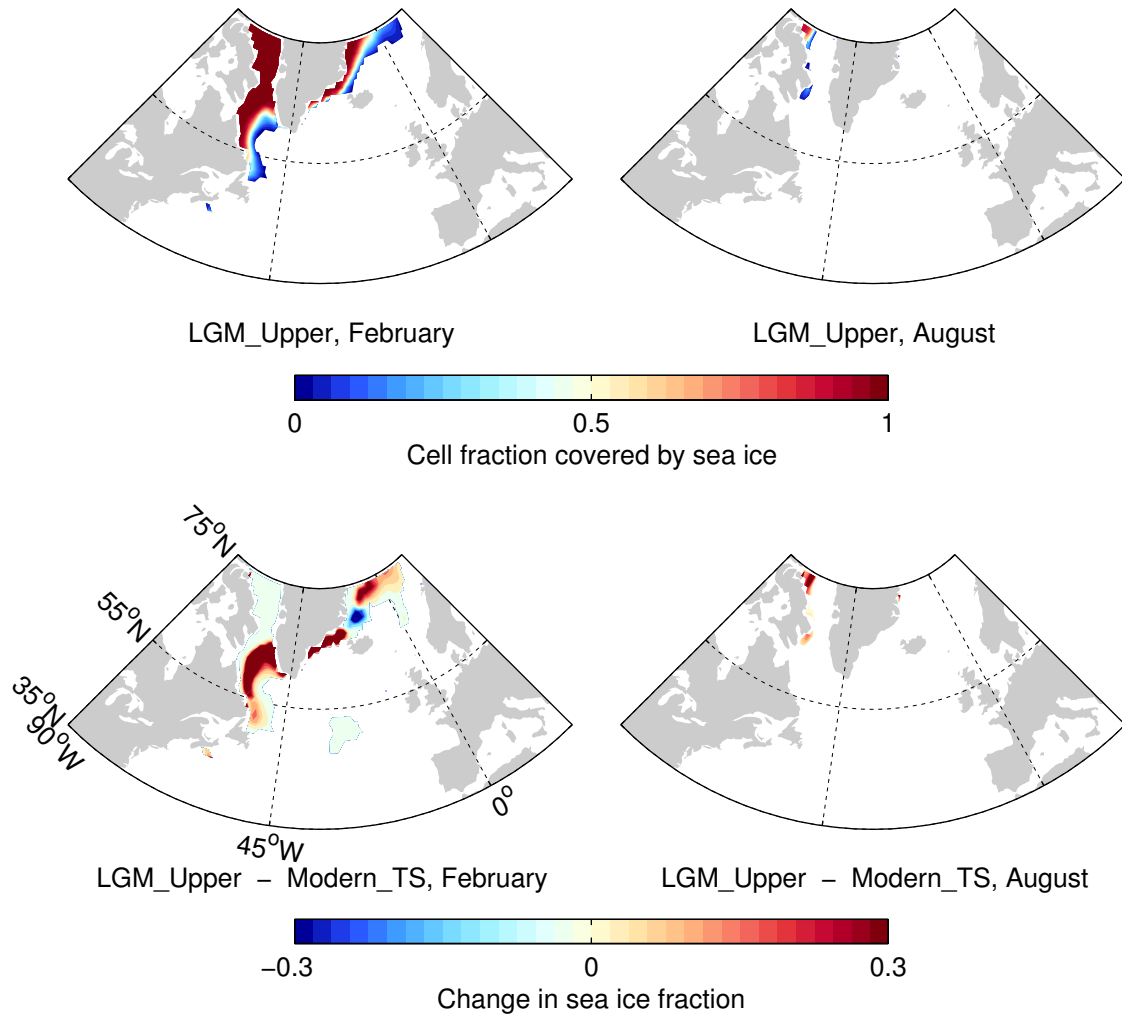 LGM_Upper, February
LGM_Upper, August
0
0.5
1
Cell fraction covered by sea ice
75°N
55°N
35°N
90°W
45°W
0°
LGM_Upper − Modern_TS, February
LGM_Upper − Modern_TS, August
−0.3
0
0.3
Change in sea ice fraction